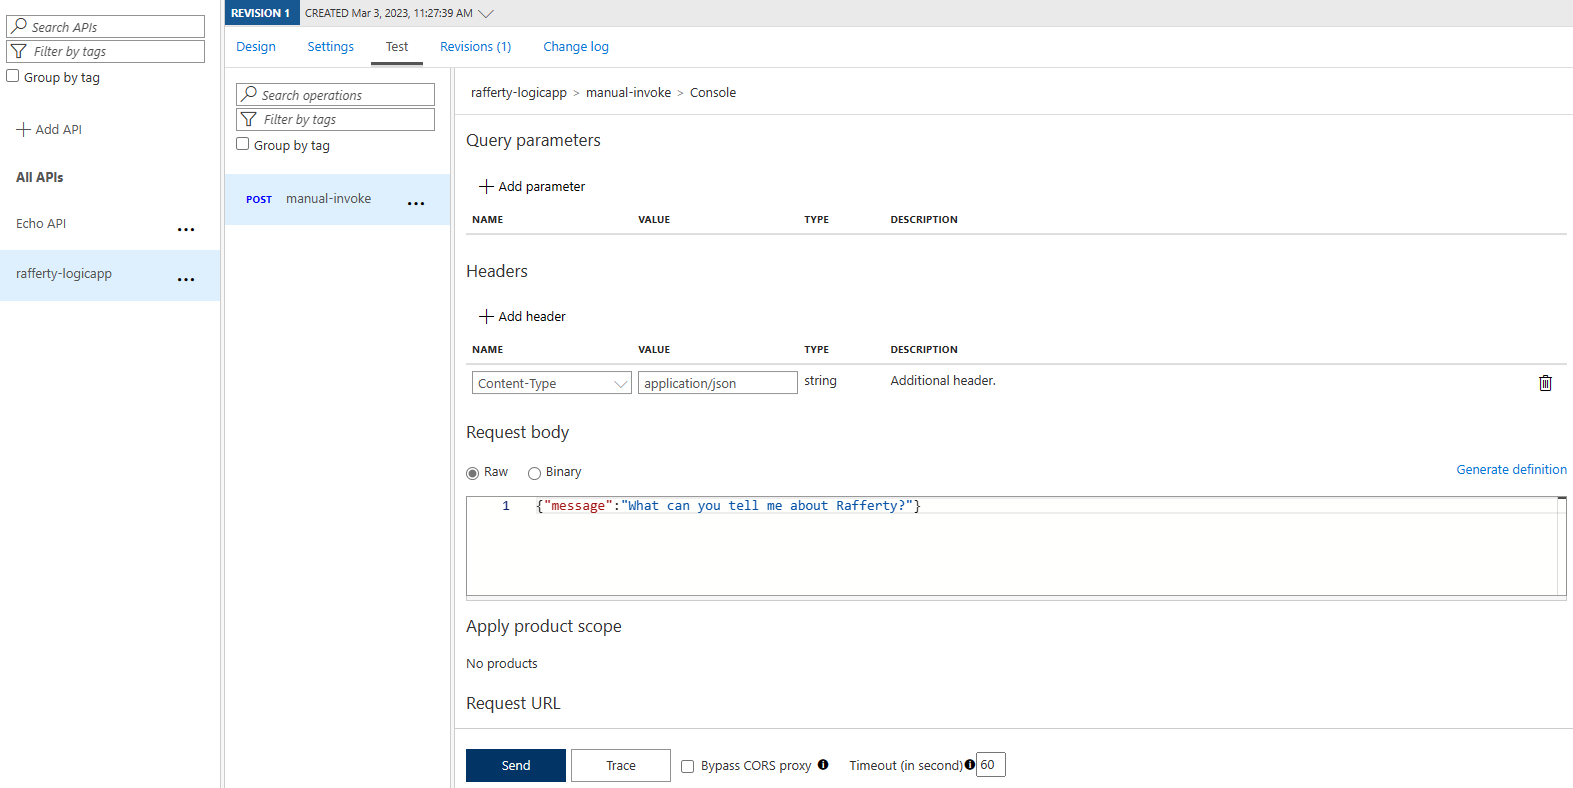 Search APIs
Filter by tags
Group by tag
Add API
All APIs
Echo API
rafferty-logicapp
REVISION 1 CREATED Mar 3, 2023, 11:27:39 AM
Design Settings Test Revisions (1) Change log
Search operations
Filter by tags
Group by tag
POST manual-invoke
rafferty-logicapp > manual-invoke > Console
Query parameters
Add parameter
NAME VALUE TYPE DESCRIPTION
Headers
Add header
NAME VALUE TYPE DESCRIPTION
Content-Type application/json string Additional header.
Request body
Raw Binary Generate definition
1 {"message":"What can you tell me about Rafferty?"}
Apply product scope
No products
Request URL
Send Trace Bypass CORS proxy Timeout (in second) 60